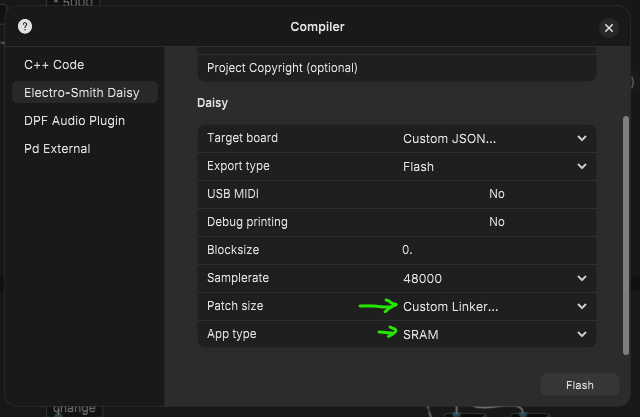 * 5000
?
Compiler
C++ Code
Electro-Smith Daisy
DPF Audio Plugin
Pd External
Project Copyright (optional)
Daisy
Target board Custom JSON...
Export type Flash
USB MIDI No
Debug printing No
Blocksize 0.
Samplerate 48000
Patch size Custom Linker...
App type SRAM
Flash
change